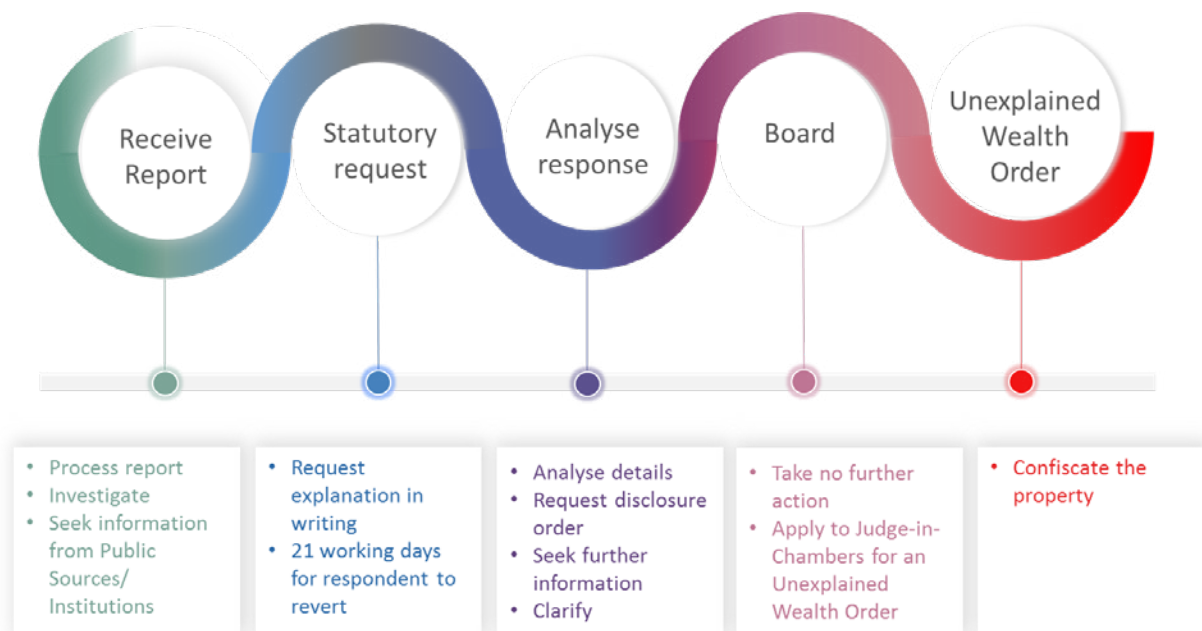 Receive
Report
Statutory
request
Analyse
response
Board
Unexplained
Wealth
Order
• Process report
• Investigate
• Seek information
from Public
Sources/
Institutions
• Request
explanation in
writing
• 21 working days
for respondent to
revert
• Analyse details
• Request disclosure
order
• Seek further
information
• Clarify
• Take no further
action
• Apply to Judge-in-
Chambers for an
Unexplained
Wealth Order
• Confiscate the
property